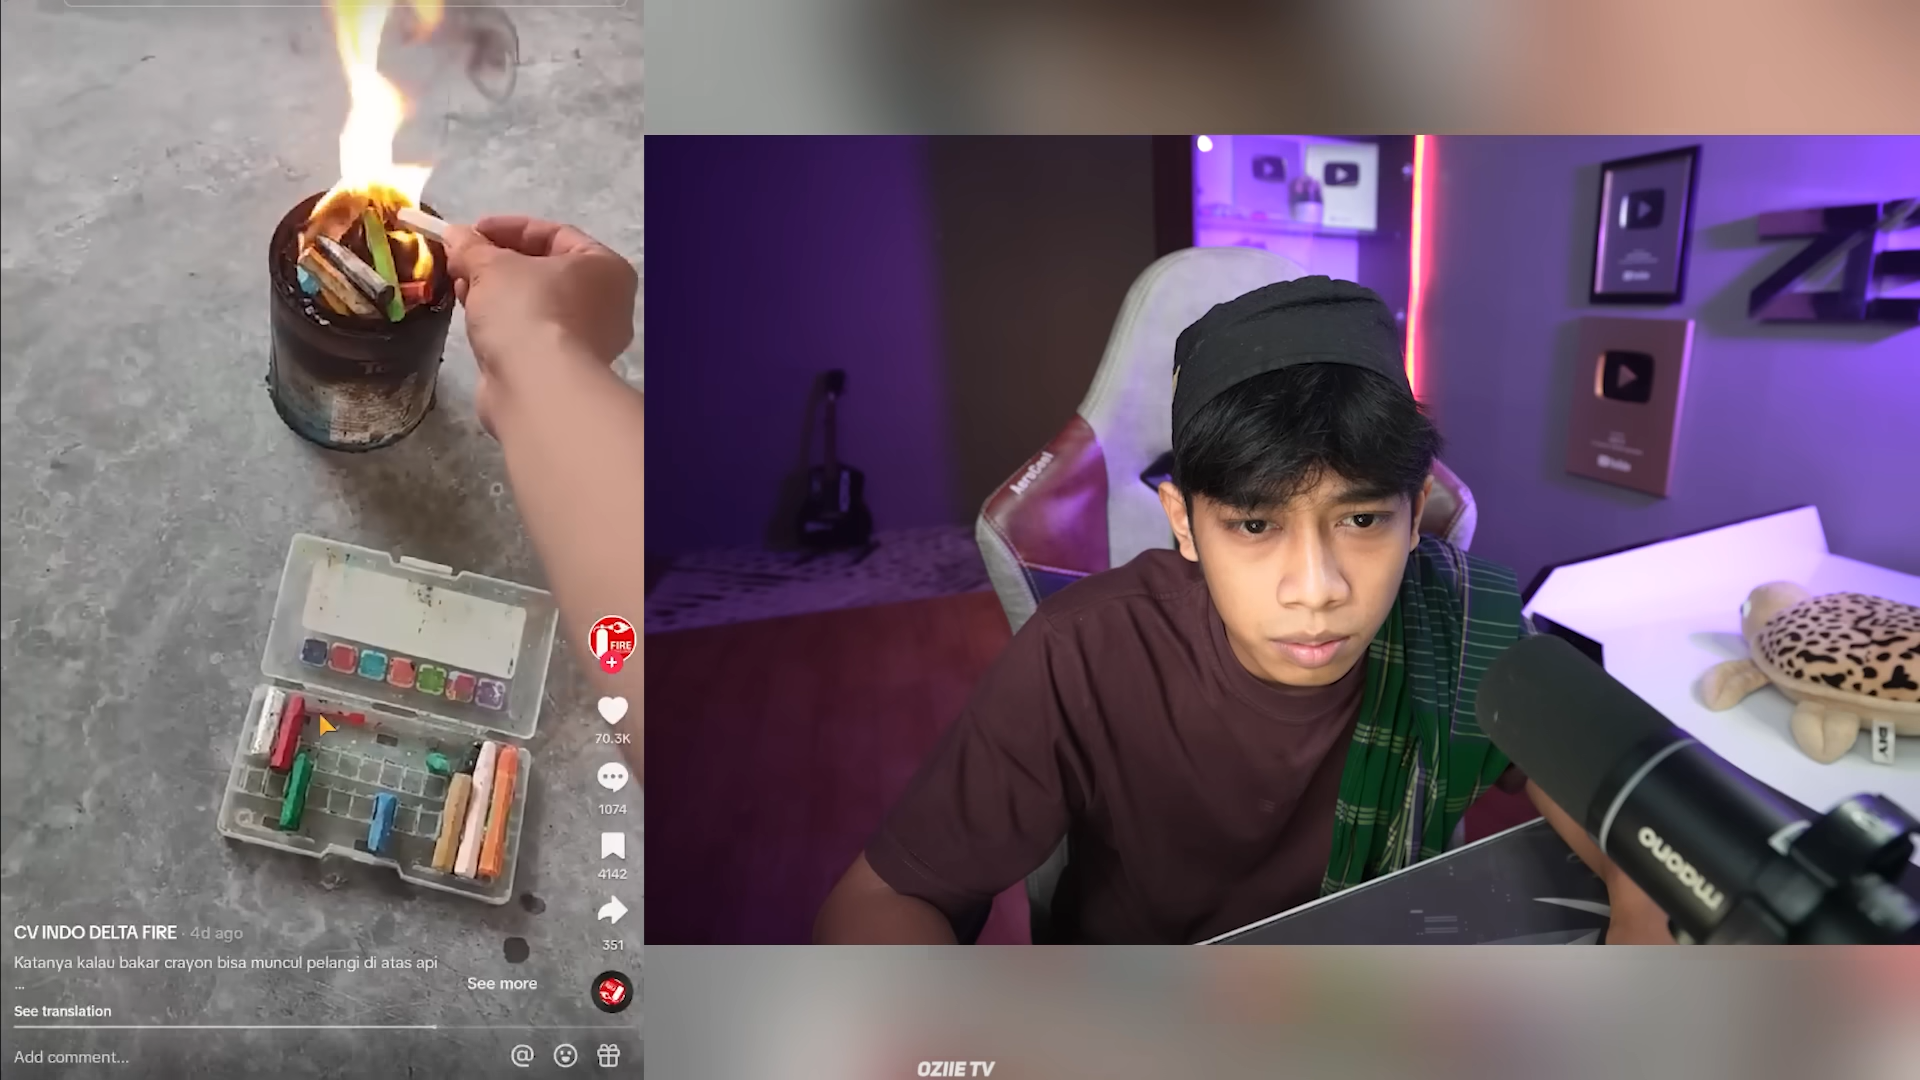 FIRE
70.3K
1074
4142
351
CV INDO DELTA FIRE · 4d ago
Katanya kalau bakar crayon bisa muncul pelangi di atas api
...
See more
See translation
Add comment...
AeroCool
maono
DIY
OZIIE TV